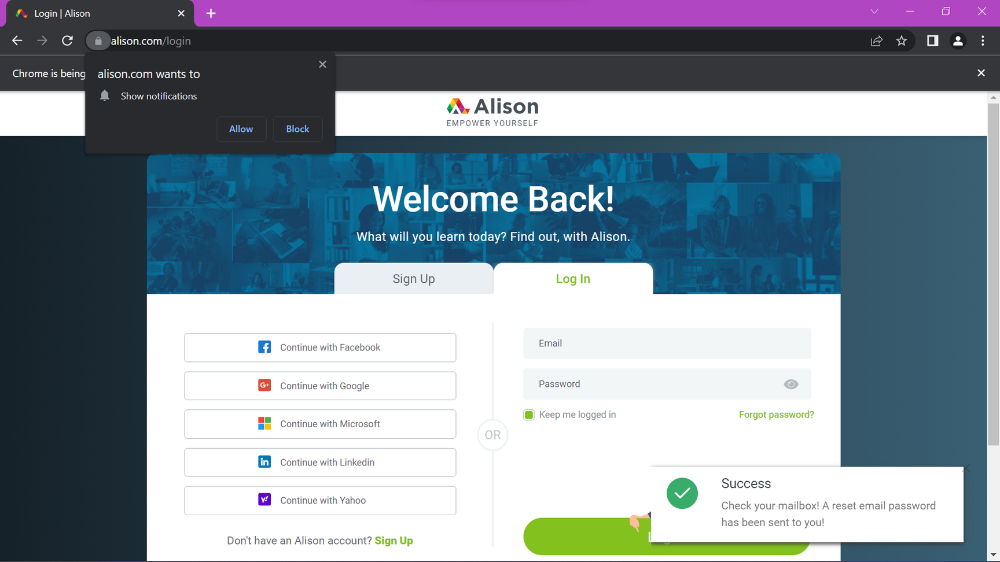 Login | Alison
alison.com/login
Chrome is being
alison.com wants to
Show notifications
Allow
Block
Alison
EMPOWER YOURSELF
Welcome Back!
What will you learn today? Find out, with Alison.
Sign Up
Log In
Continue with Facebook
Continue with Google
Continue with Microsoft
Continue with Linkedin
Continue with Yahoo
Don't have an Alison account? Sign Up
OR
Email
Password
Keep me logged in
Forgot password?
Success
Check your mailbox! A reset email password
has been sent to you!